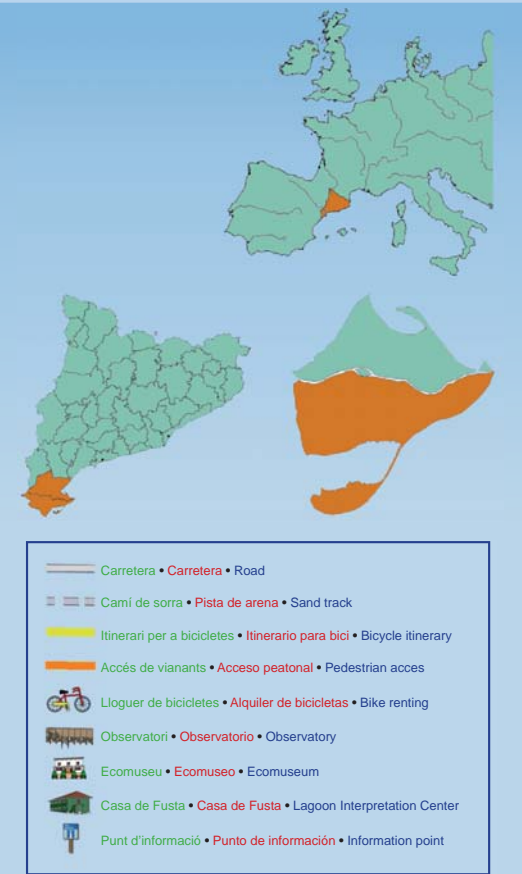 Carretera • Carretera • Road
Camí de sorra • Pista de arena • Sand track
Itinerari per a bicicletes • Itinerario para bici • Bicycle itinerary
Accés de vianants • Acceso peatonal • Pedestrian acces
Lloguer de bicicletes • Alquiler de bicicletas • Bike renting
Observatori • Observatorio • Observatory
Ecomuseu • Ecomuseo • Ecomuseum
Casa de Fusta • Casa de Fusta • Lagoon Interpretation Center
Punt d'informació • Punto de información • Information point